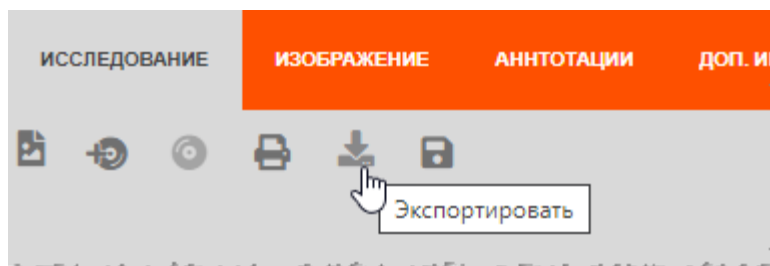 ИССЛЕДОВАНИЕ ИЗОБРАЖЕНИЕ АННТОТАЦИИ ДОП.
Экспортировать